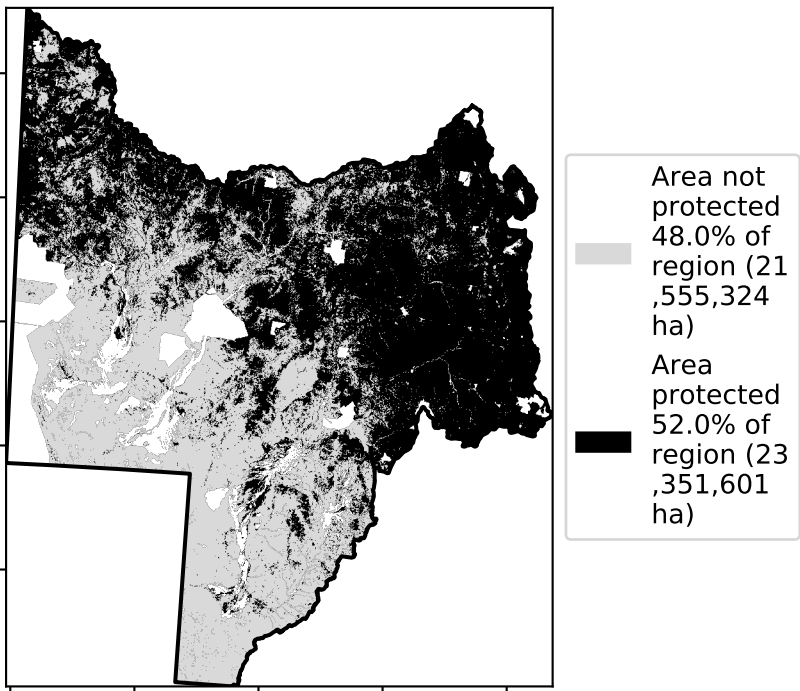 Area not
protected
48.0% of
region (21
,555,324
ha)
Area
protected
52.0% of
region (23
,351,601
ha)